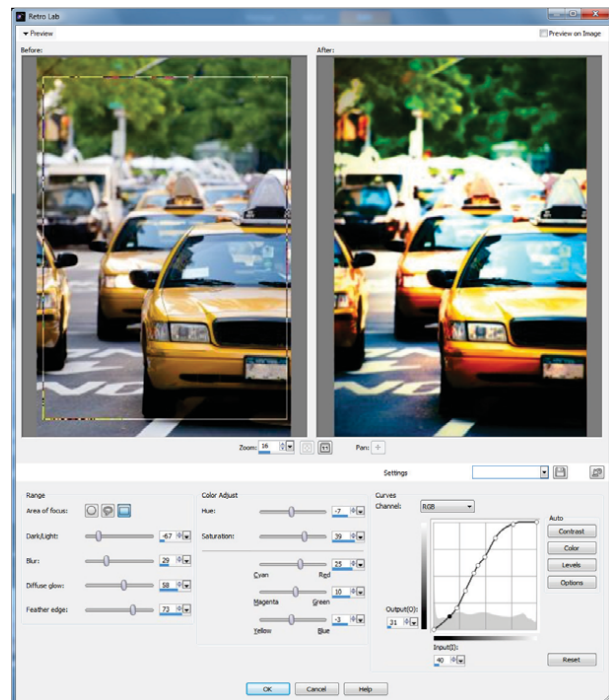 Retro Lab
Preview
Preview on Image
Before:
After:
Zoom: 16
Pan:
Settings
Range
Area of focus:
Dark/Light: -67
Blur: 29
Diffuse glow: 58
Feather edge: 72
Color Adjust
Hue: -7
Saturation: 39
25
Cyan Red
10
Magenta Green
-3
Yellow Blue
Curves
Channel: RGB
Output(O):
31
Input(I):
40
Auto
Contrast
Color
Levels
Options
Reset
OK Cancel Help